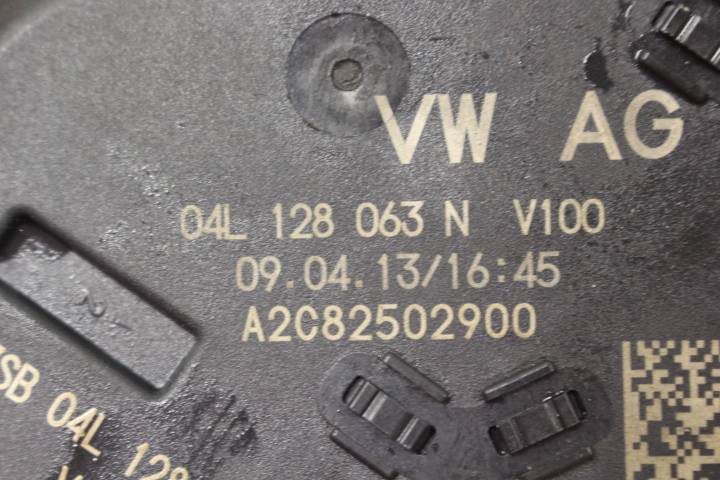 VW AG
04L 128 063 N V100
09.04.13/16:45
A2C82502900
SB 04L 128